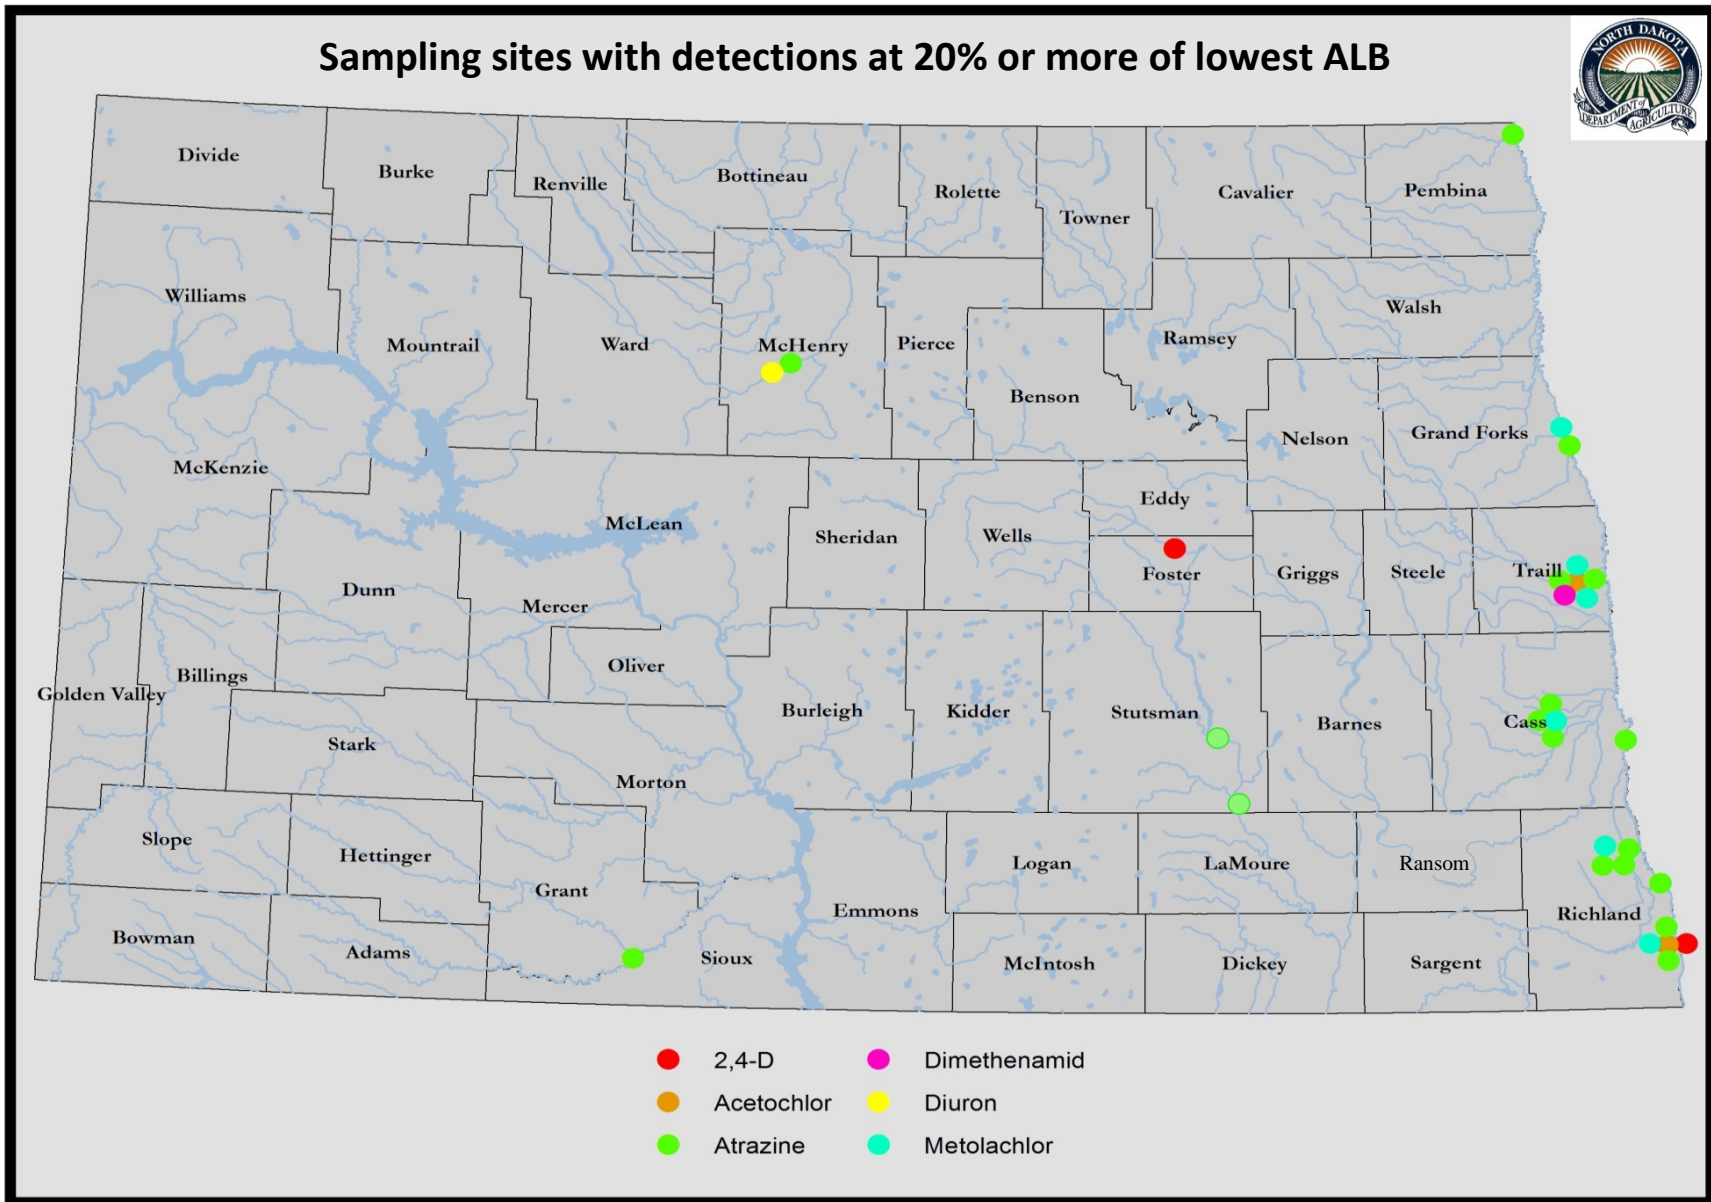 Sampling sites with detections at 20% or more of lowest ALB
NORTH DAKOTA
DEPARTMENT of
AGRICULTURE
Divide
Burke
Renville
Bottineau
Rolette
Towner
Cavalier
Pembina
Williams
Mountrail
Ward
McHenry
Pierce
Benson
Ramsey
Walsh
McKenzie
Nelson
Grand Forks
McLean
Sheridan
Wells
Eddy
Foster
Griggs
Steele
Traill
Dunn
Mercer
Oliver
Golden Valley
Billings
Stark
Morton
Burleigh
Kidder
Stutsman
Barnes
Cass
Slope
Hettinger
Grant
Emmons
Logan
LaMoure
Ransom
Richland
Bowman
Adams
Sioux
McIntosh
Dickey
Sargent
2,4-D
Dimethenamid
Acetochlor
Diuron
Atrazine
Metolachlor